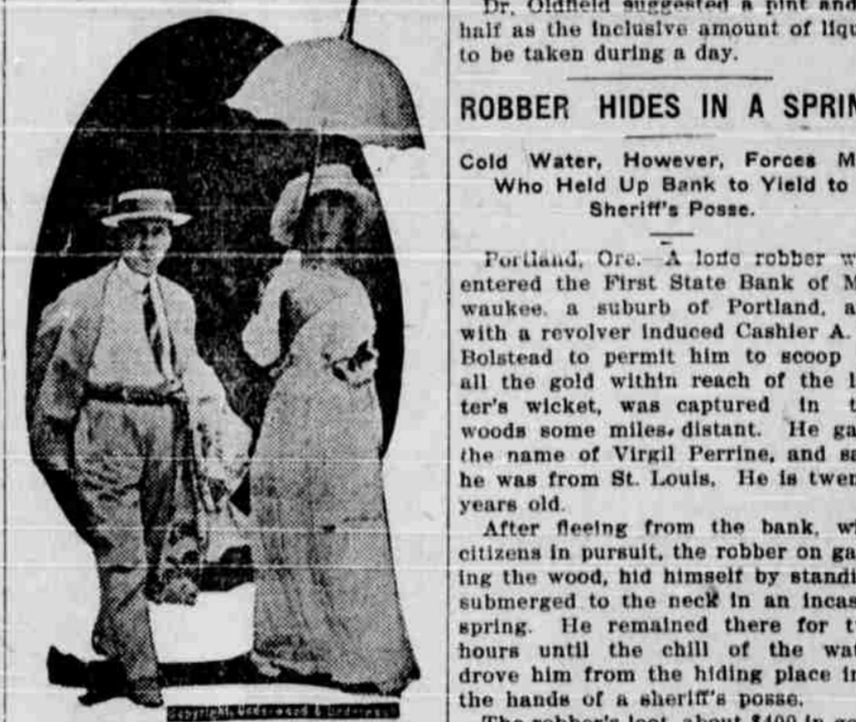 Dr. Oldfield suggested a pint and
half as the inclusive amount of liqu
to be taken during a day.
ROBBER HIDES IN A SPRIN
Cold Water, However, Forces M
Who Held Up Bank to Yield to
Sheriff's Posse.
Portland, Ore.—A lone robber w
entered the First State Bank of M
waukee, a suburb of Portland, a
with a revolver induced Cashier A.
Bolstead to permit him to scoop
all the gold within reach of the l
ter's wicket, was captured in t
woods some miles distant. He ga
the name of Virgil Perrine, and sa
he was from St. Louis. He is twen
years old.
After fleeing from the bank, wi
citizens in pursuit, the robber on ga
ing the wood, hid himself by standi
submerged to the neck in an incas
spring. He remained there for t
hours until the chill of the wat
drove him from the hiding place in
the hands of a sheriff's posse.
The robber's loot, about $400 in
Copyright, Underwood & Underwood